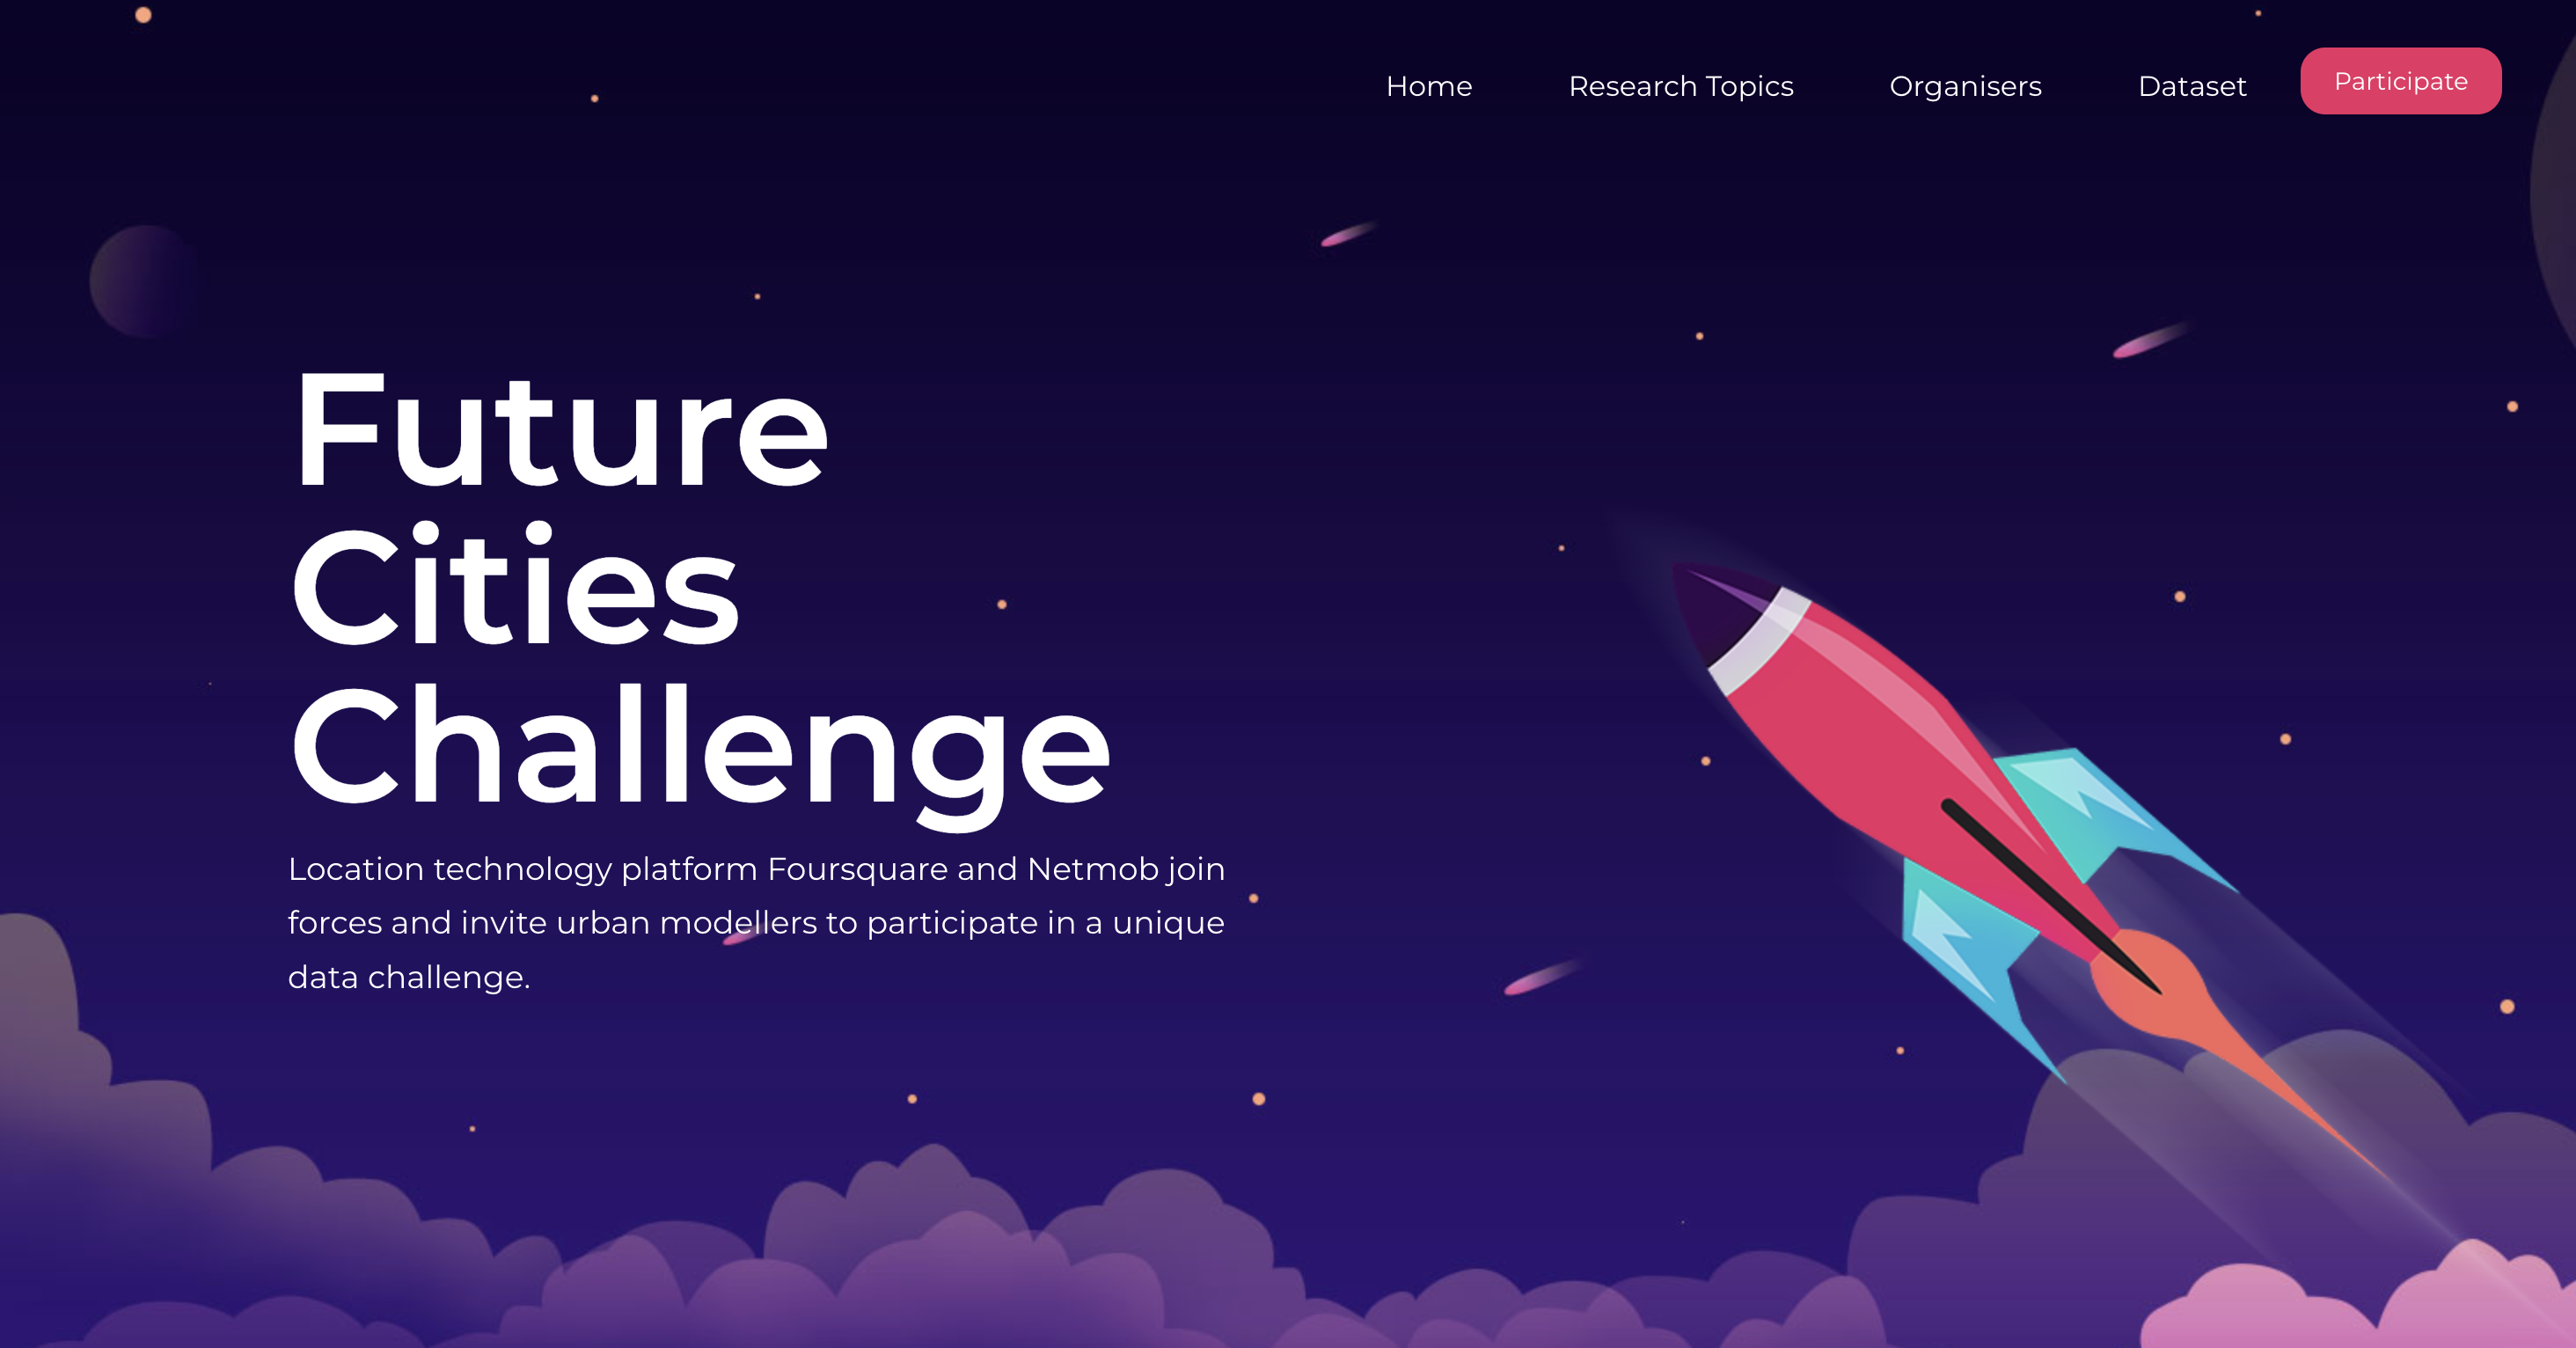 Home Research Topics Organisers Dataset Participate
Future
Cities
Challenge
Location technology platform Foursquare and Netmob join
forces and invite urban modellers to participate in a unique
data challenge.